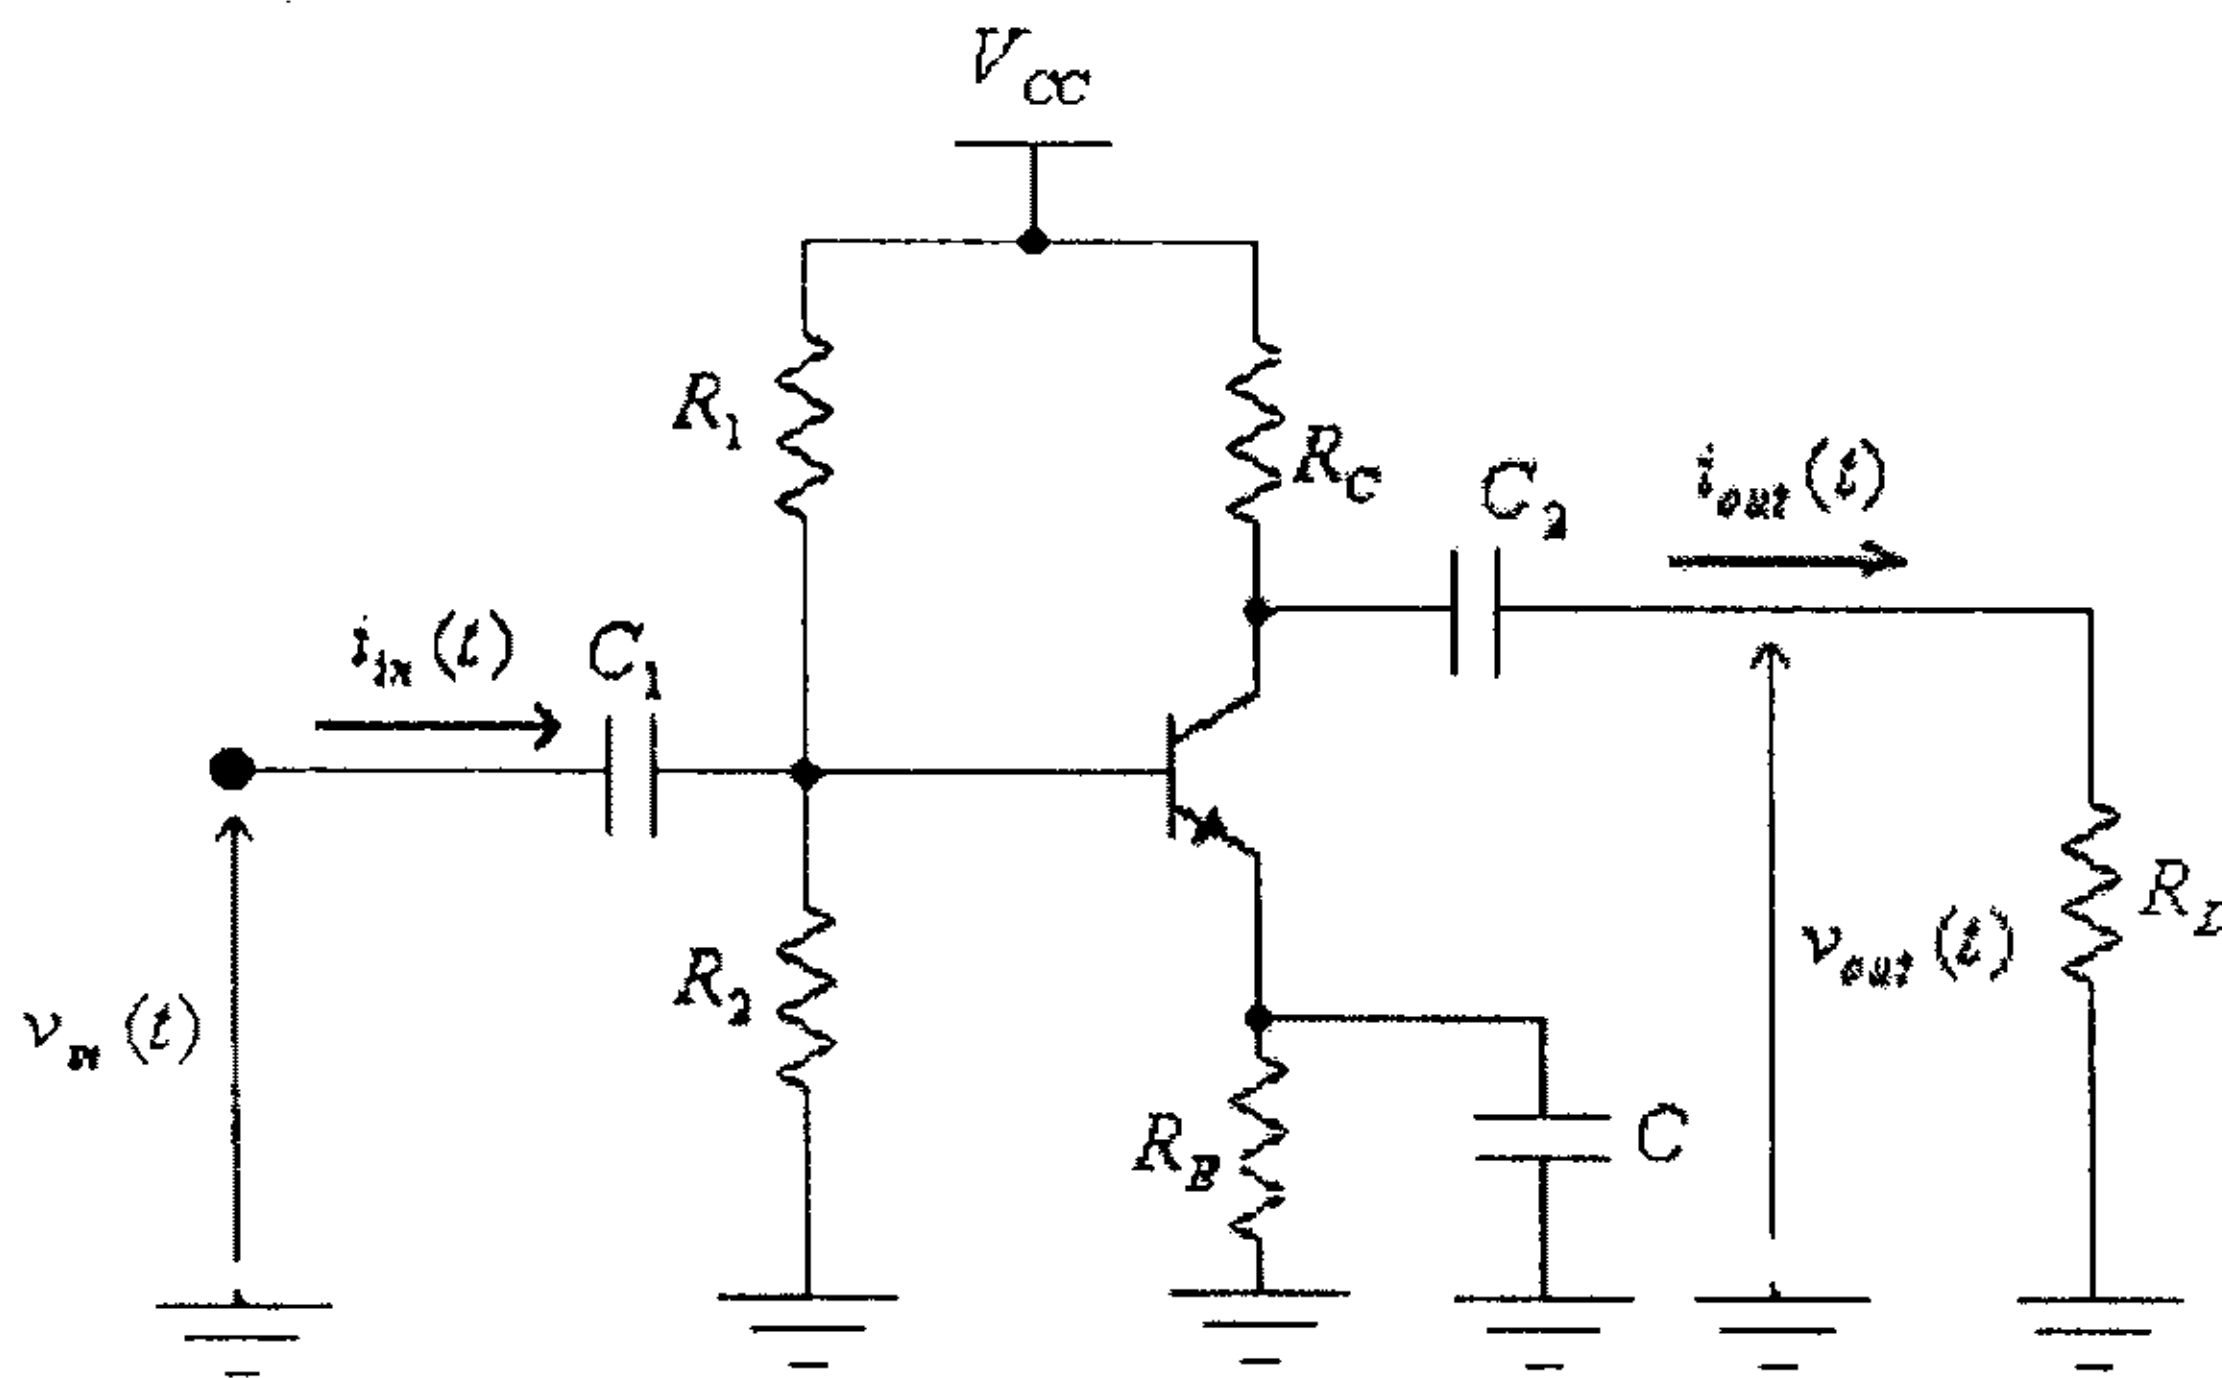 V_CC
R_1
R_C
C_2
i_out(t)
i_in(t)
C_1
R_2
v_in(t)
R_E
C
v_out(t)
R_L